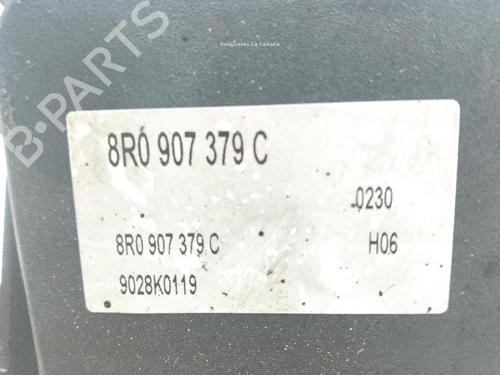 Desguaces La Cabaña
B-PARTS
8R0 907 379 C
0230
8R0 907 379 C
H06
9028K0119